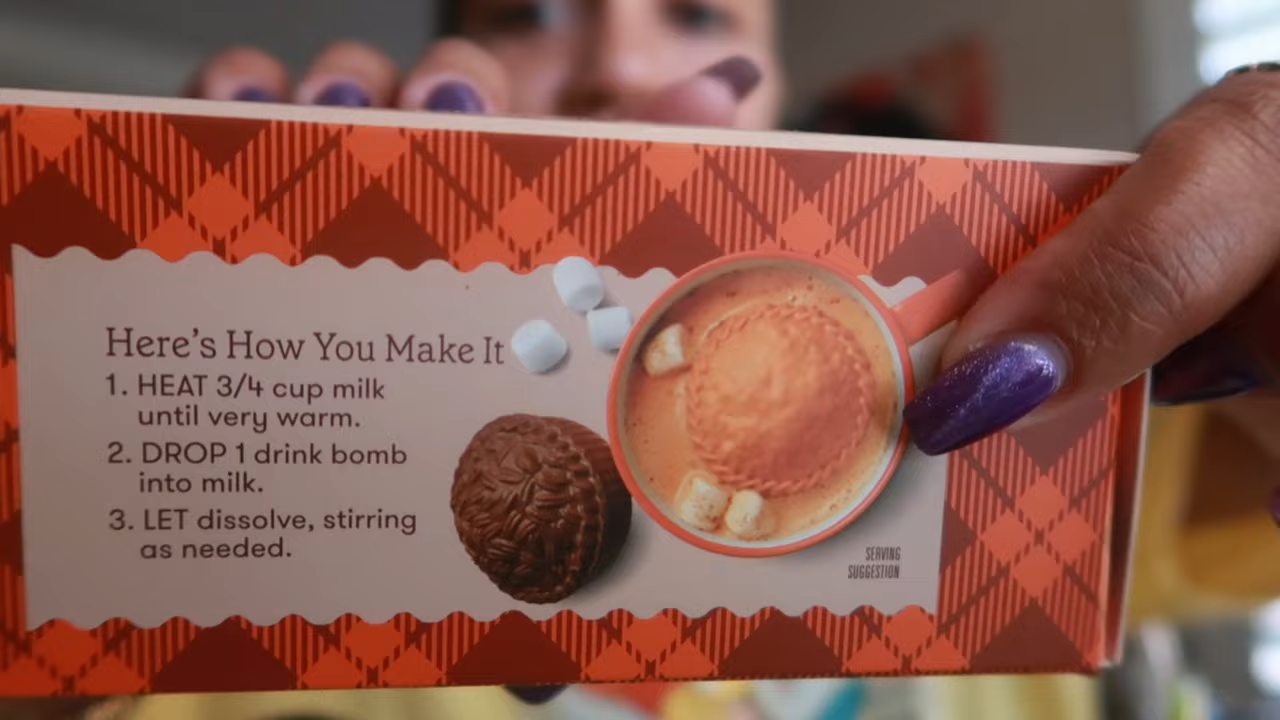 Here's How You Make It
1. HEAT 3/4 cup milk
until very warm.
2. DROP 1 drink bomb
into milk.
3. LET dissolve, stirring
as needed.
SERVING
SUGGESTION